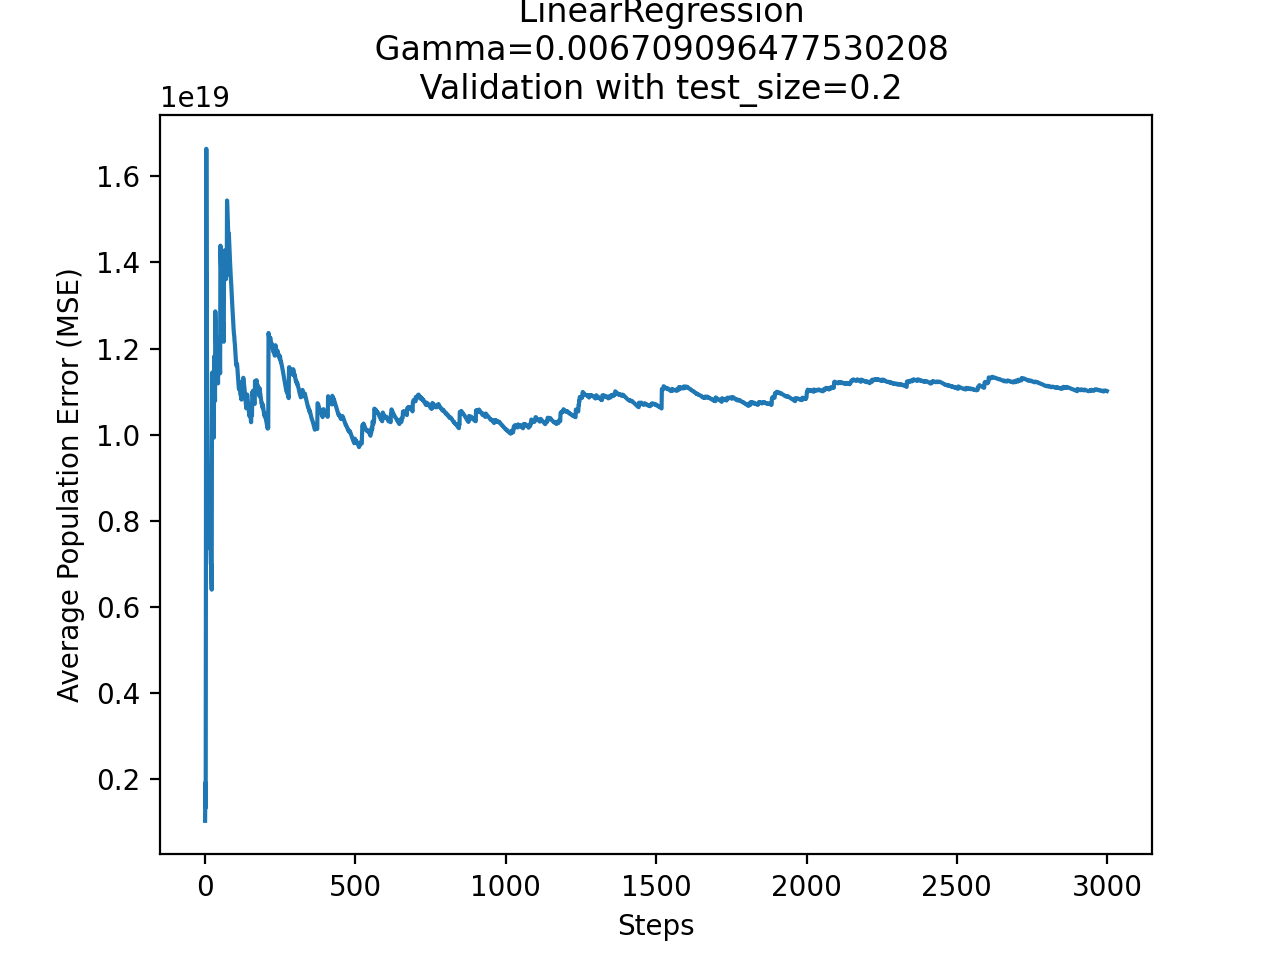 LinearRegression
Gamma=0.006709096477530208
Validation with test_size=0.2
1e19
1.6
1.4
1.2
1.0
0.8
0.6
0.4
0.2
Average Population Error (MSE)
0 500 1000 1500 2000 2500 3000
Steps